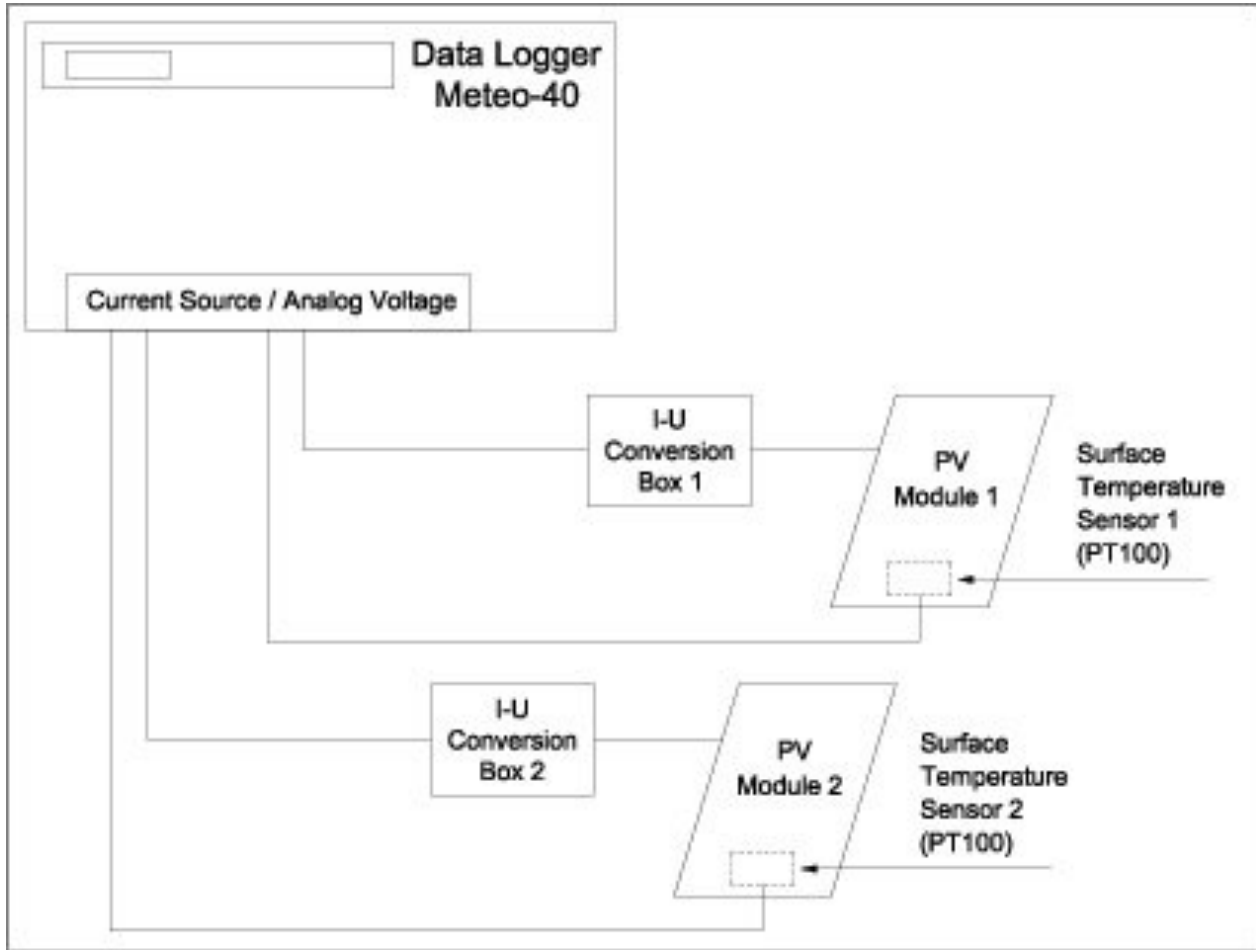 Data Logger
Meteo-40
Current Source / Analog Voltage
I-U
Conversion
Box 1
PV
Module 1
Surface
Temperature
Sensor 1
(PT100)
I-U
Conversion
Box 2
PV
Module 2
Surface
Temperature
Sensor 2
(PT100)